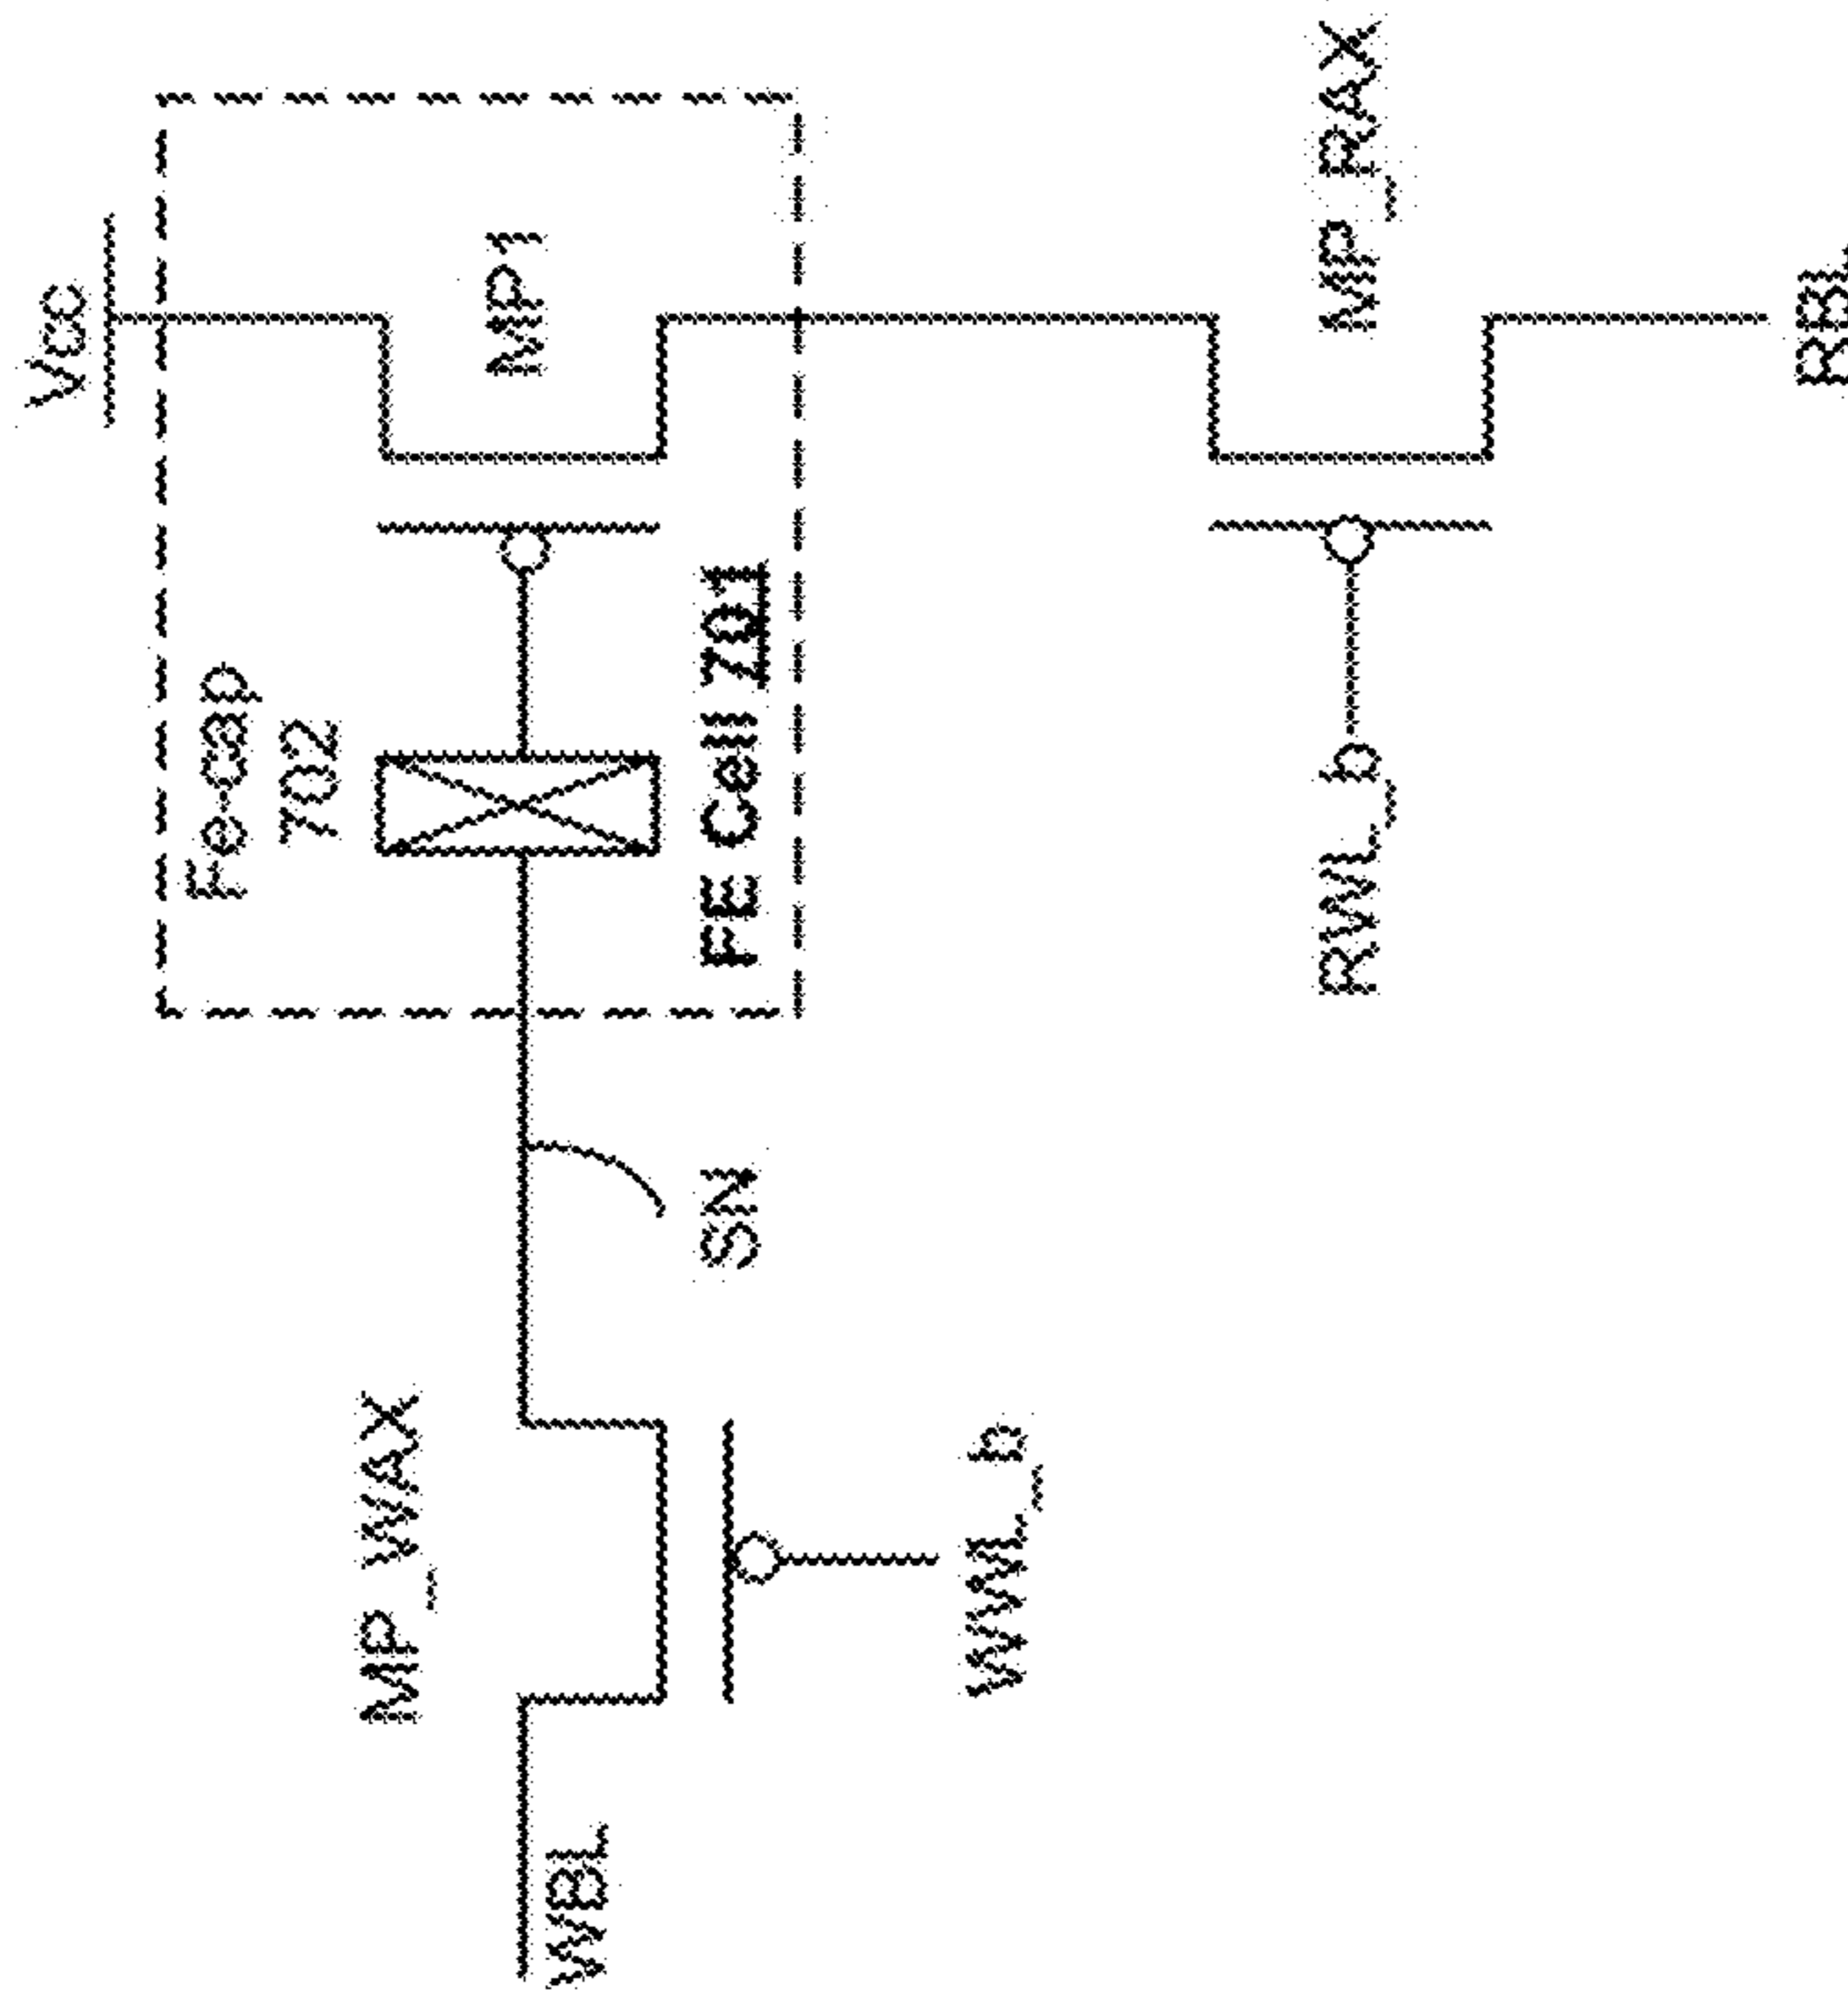 Vcc
Fe-cap
702
MP_WAX
MP1
WBL
SN
FE Cell 701
WWL_b
RWL_b
MP_RAX
RBL